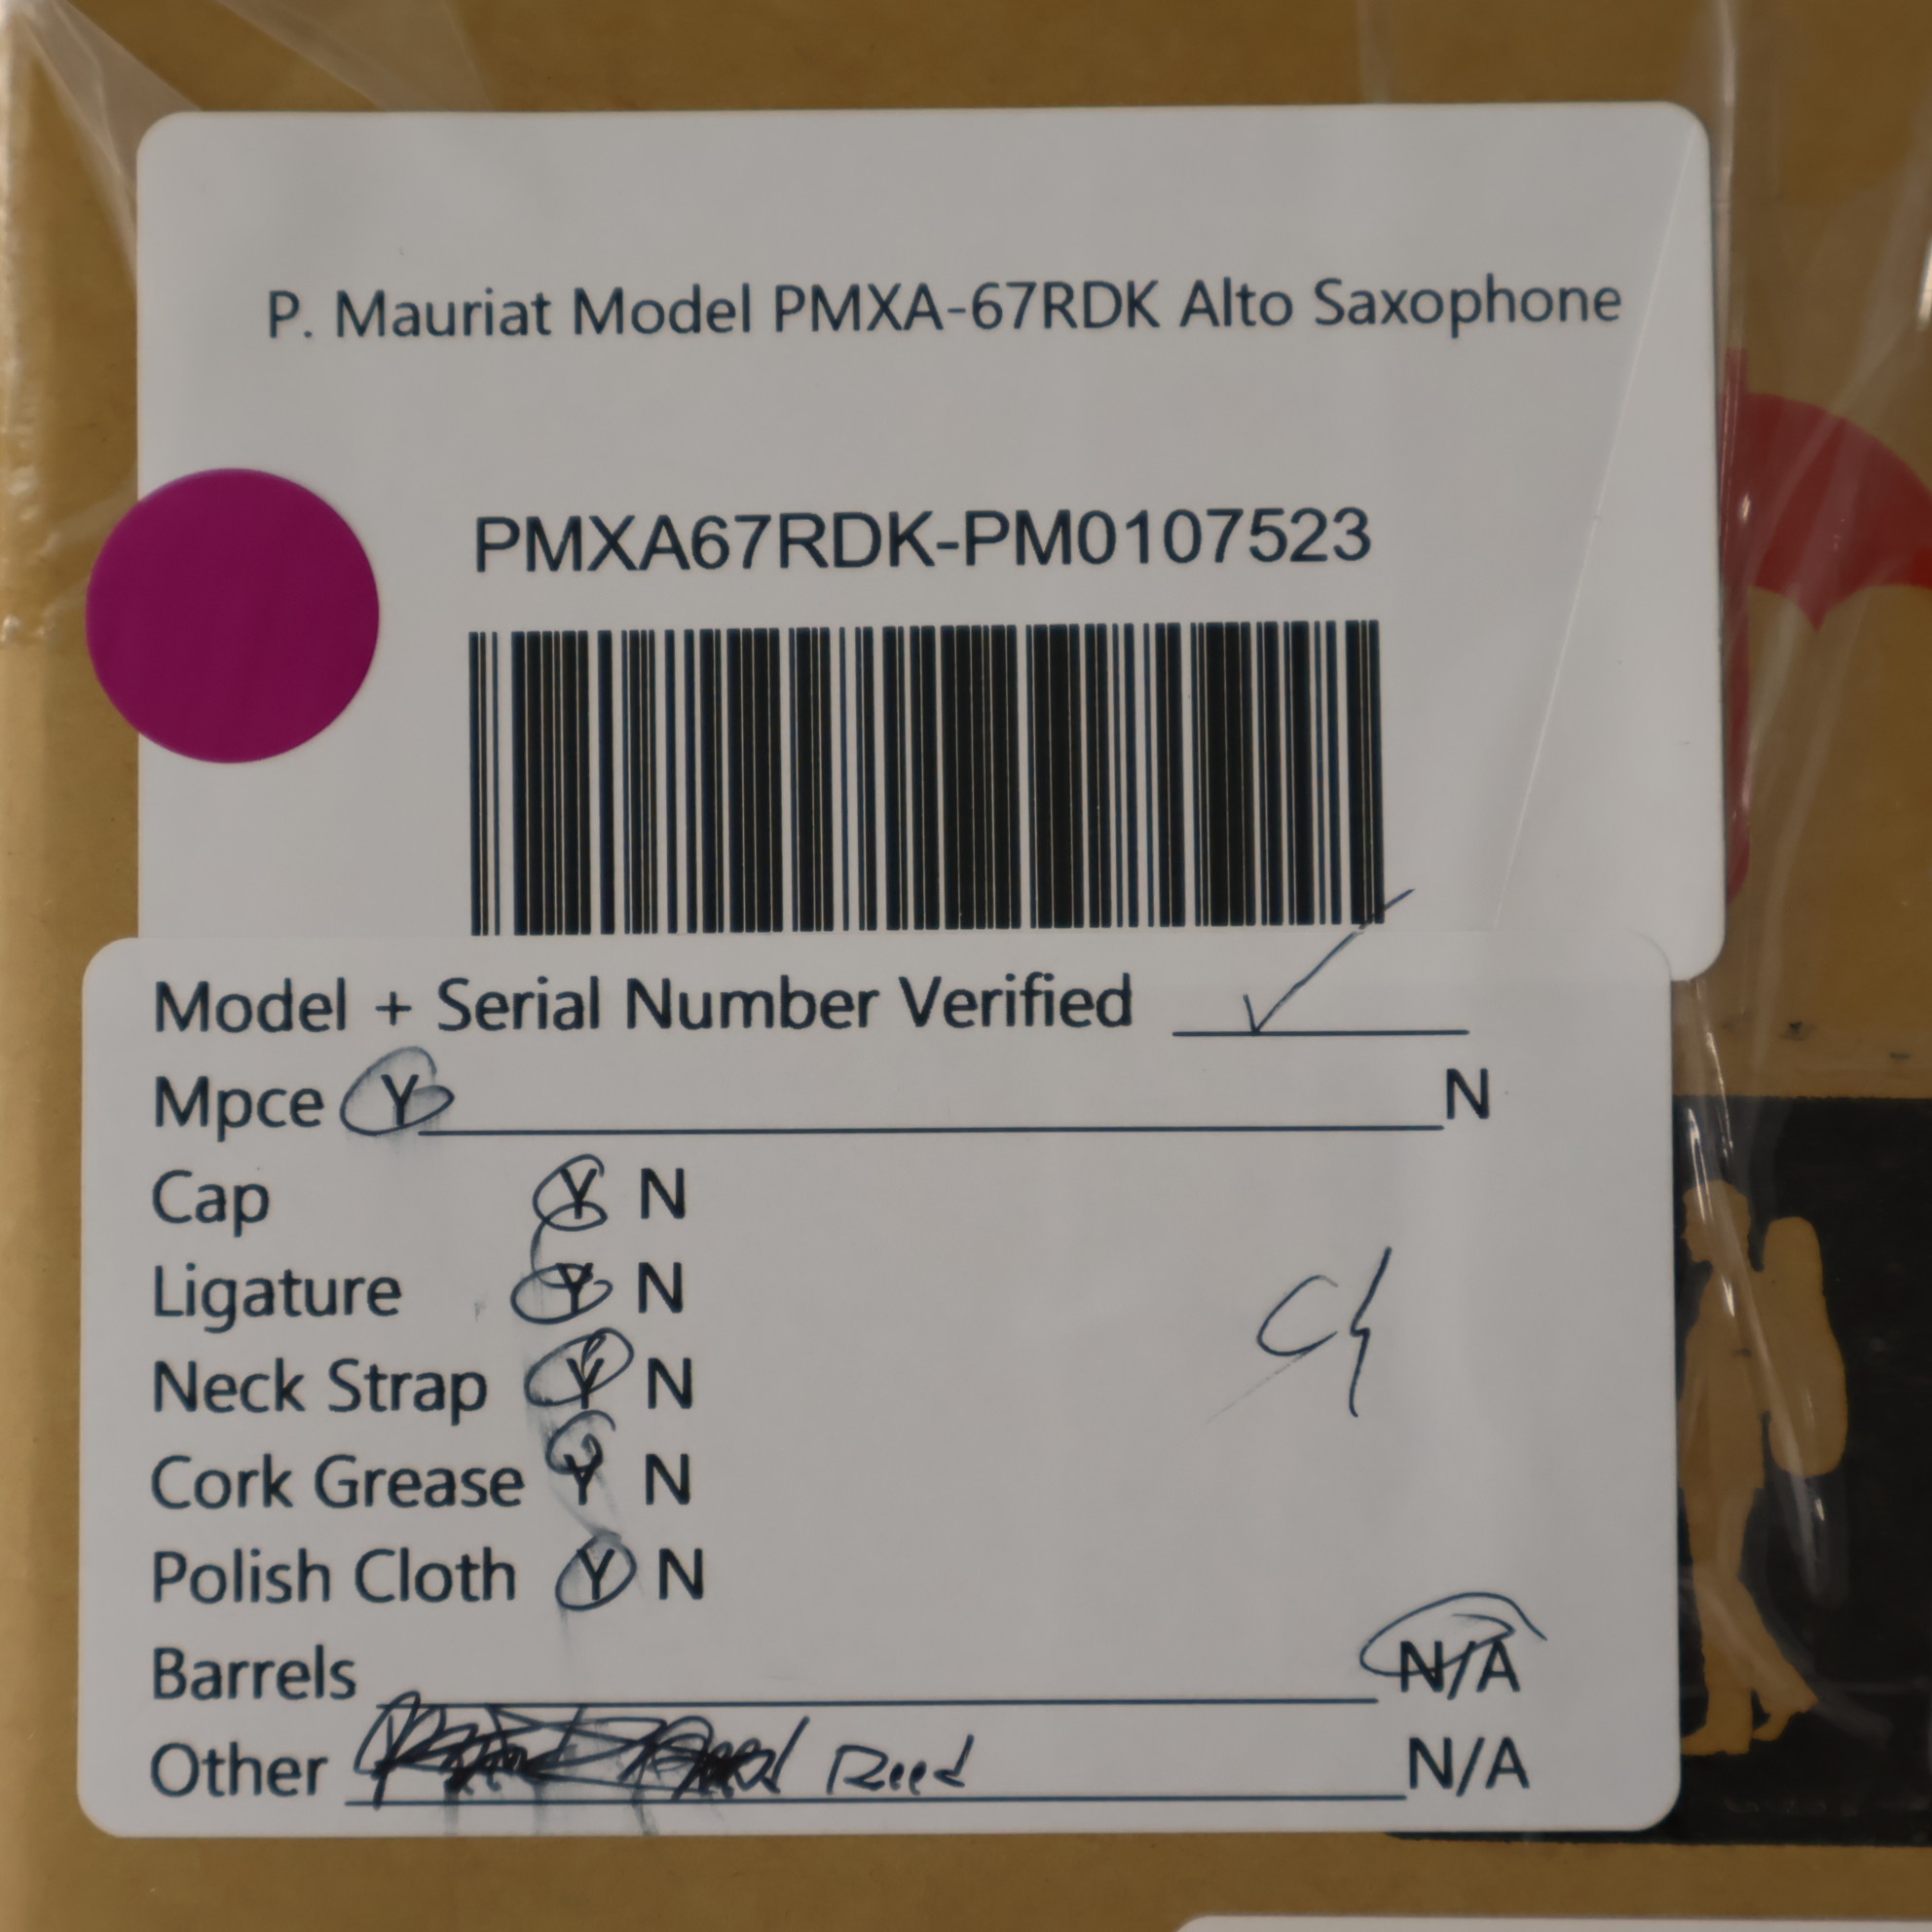 P. Mauriat Model PMXA-67RDK Alto Saxophone
PMXA67RDK-PM0107523
Model + Serial Number Verified
Mpce Y N
Cap Y N
Ligature Y N
Neck Strap Y N
Cork Grease Y N
Polish Cloth Y N
Barrels N/A
Other Reed N/A